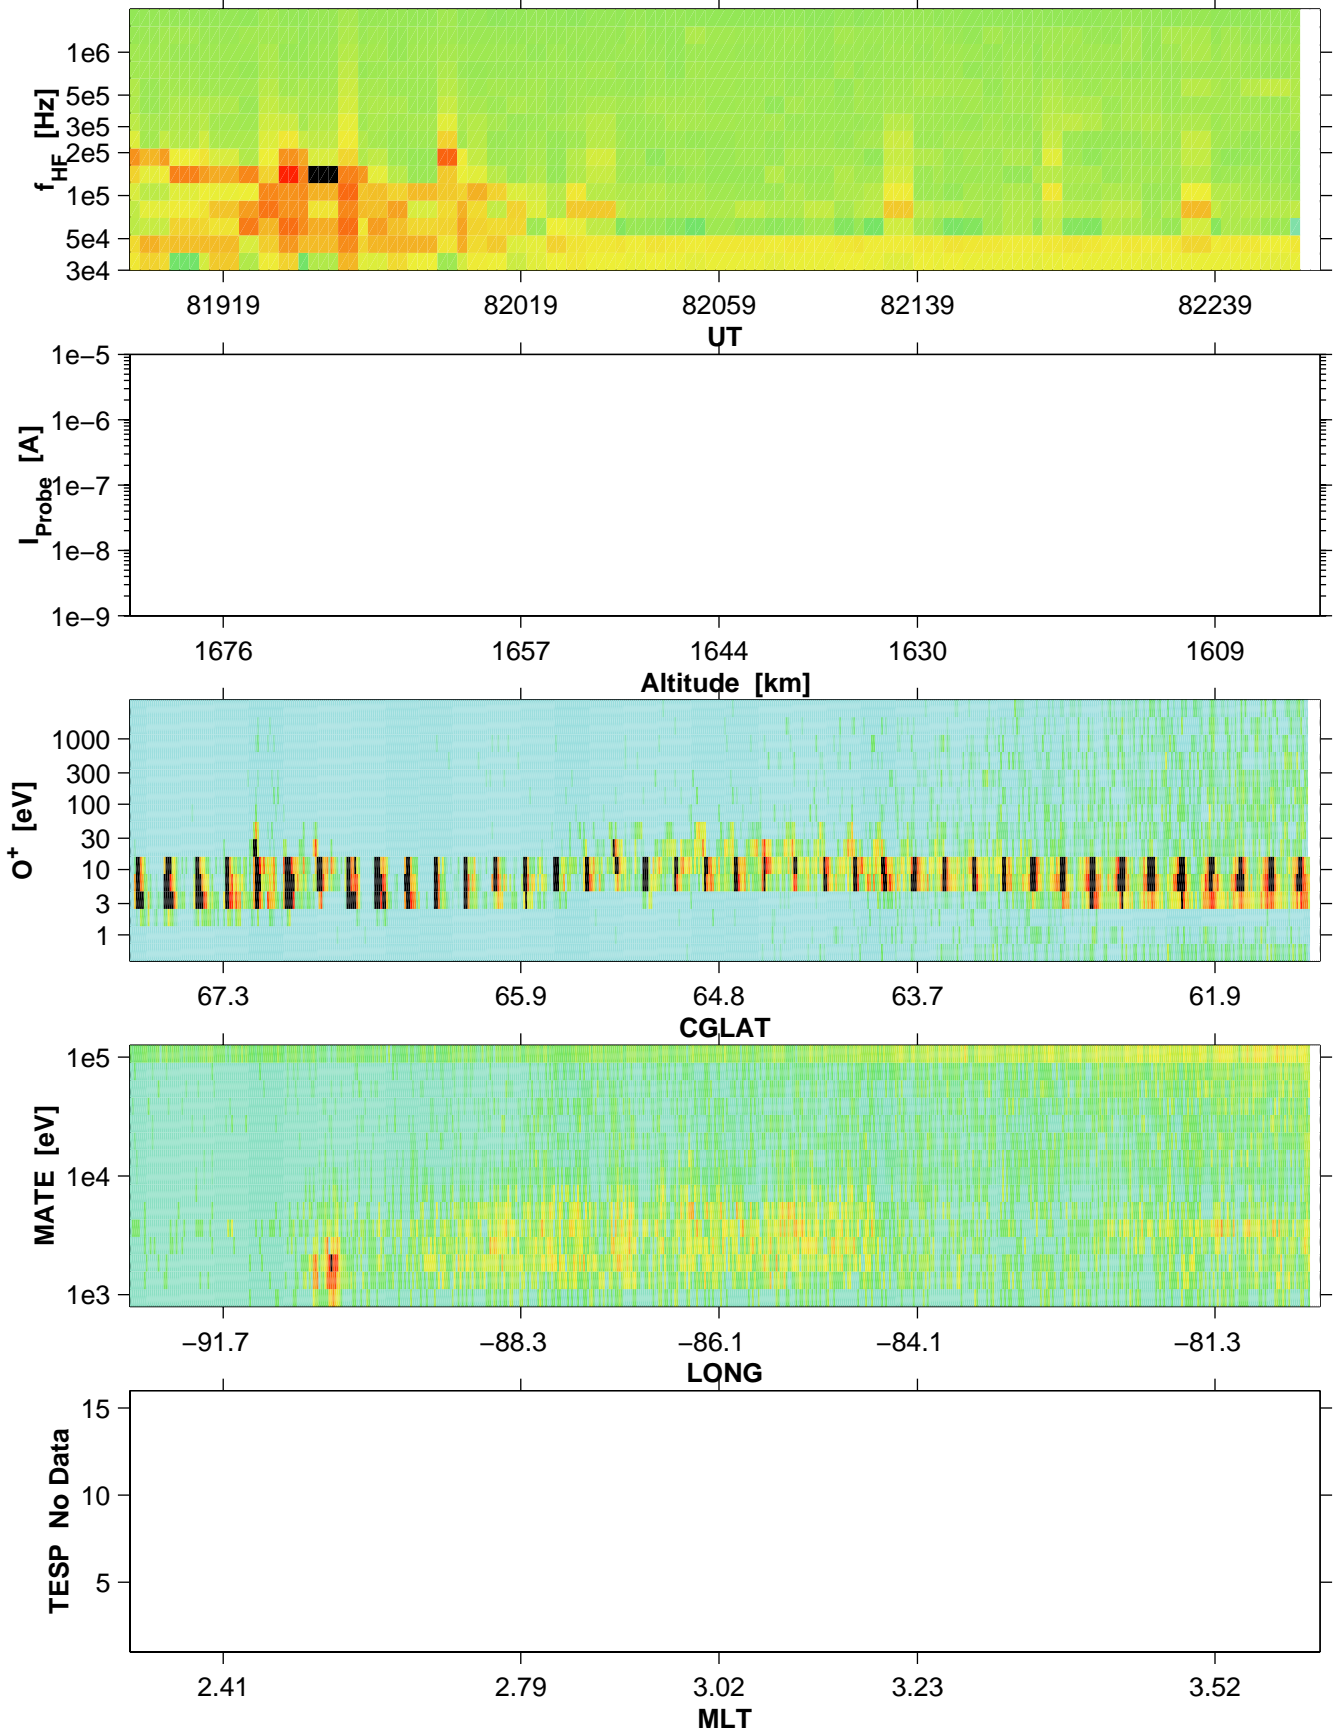 f_HF [Hz]
1e6
5e5
3e5
2e5
1e5
5e4
3e4
81919 82019 82059 82139 82239
UT
I_Probe [A]
1e−5
1e−6
1e−7
1e−8
1e−9
1676 1657 1644 1630 1609
Altitude [km]
O+ [eV]
1000
300
100
30
10
3
1
67.3 65.9 64.8 63.7 61.9
CGLAT
MATE [eV]
1e5
1e4
1e3
−91.7 −88.3 −86.1 −84.1 −81.3
LONG
TESP No Data
15
10
5
2.41 2.79 3.02 3.23 3.52
MLT